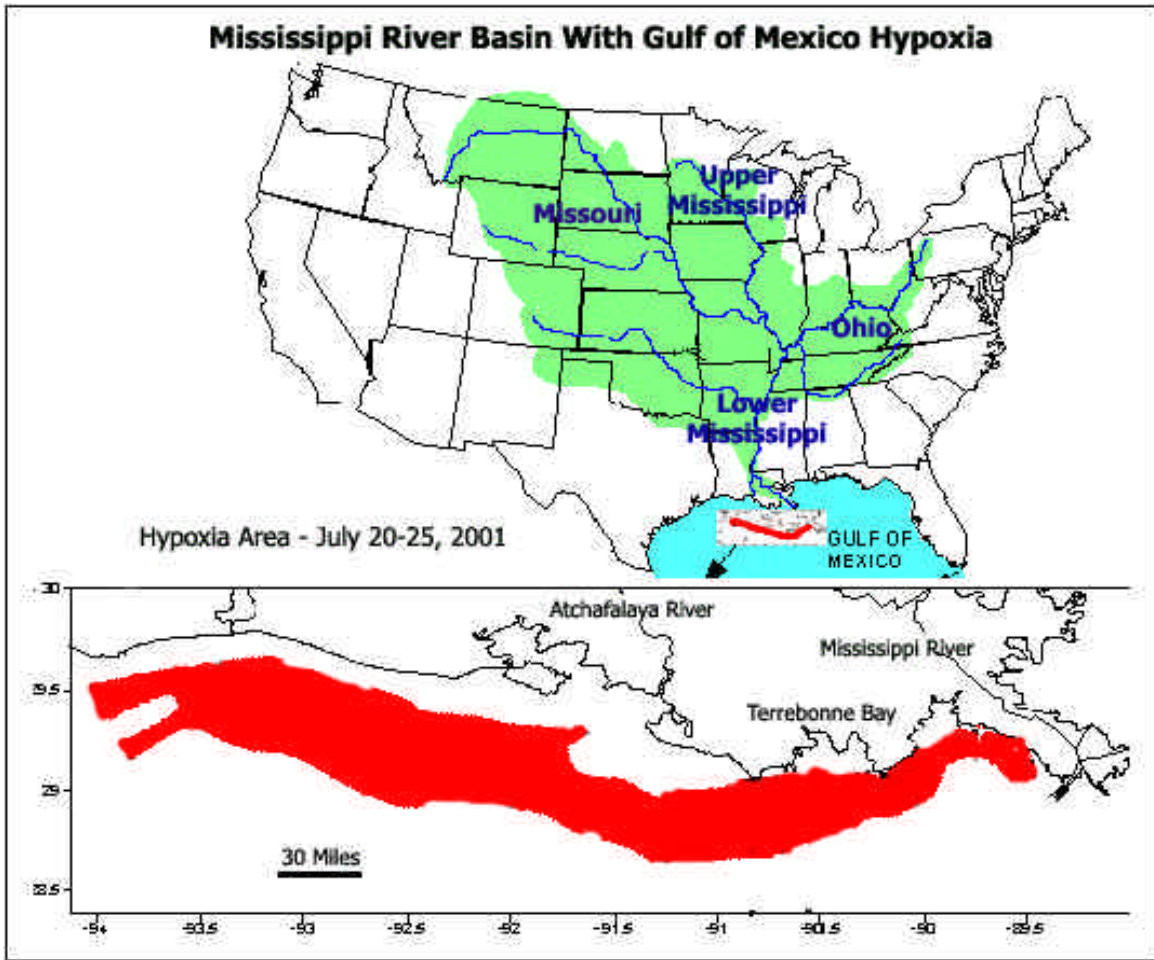 Mississippi River Basin With Gulf of Mexico Hypoxia
Upper
Mississippi
Missouri
Ohio
Lower
Mississippi
Hypoxia Area - July 20-25, 2001
GULF OF
MEXICO
30
Atchafalaya River
Mississippi River
29.5
Terrebonne Bay
29
30 Miles
28.5
-94 -93.5 -93 -92.5 -92 -91.5 -91 -90.5 -90 -89.5